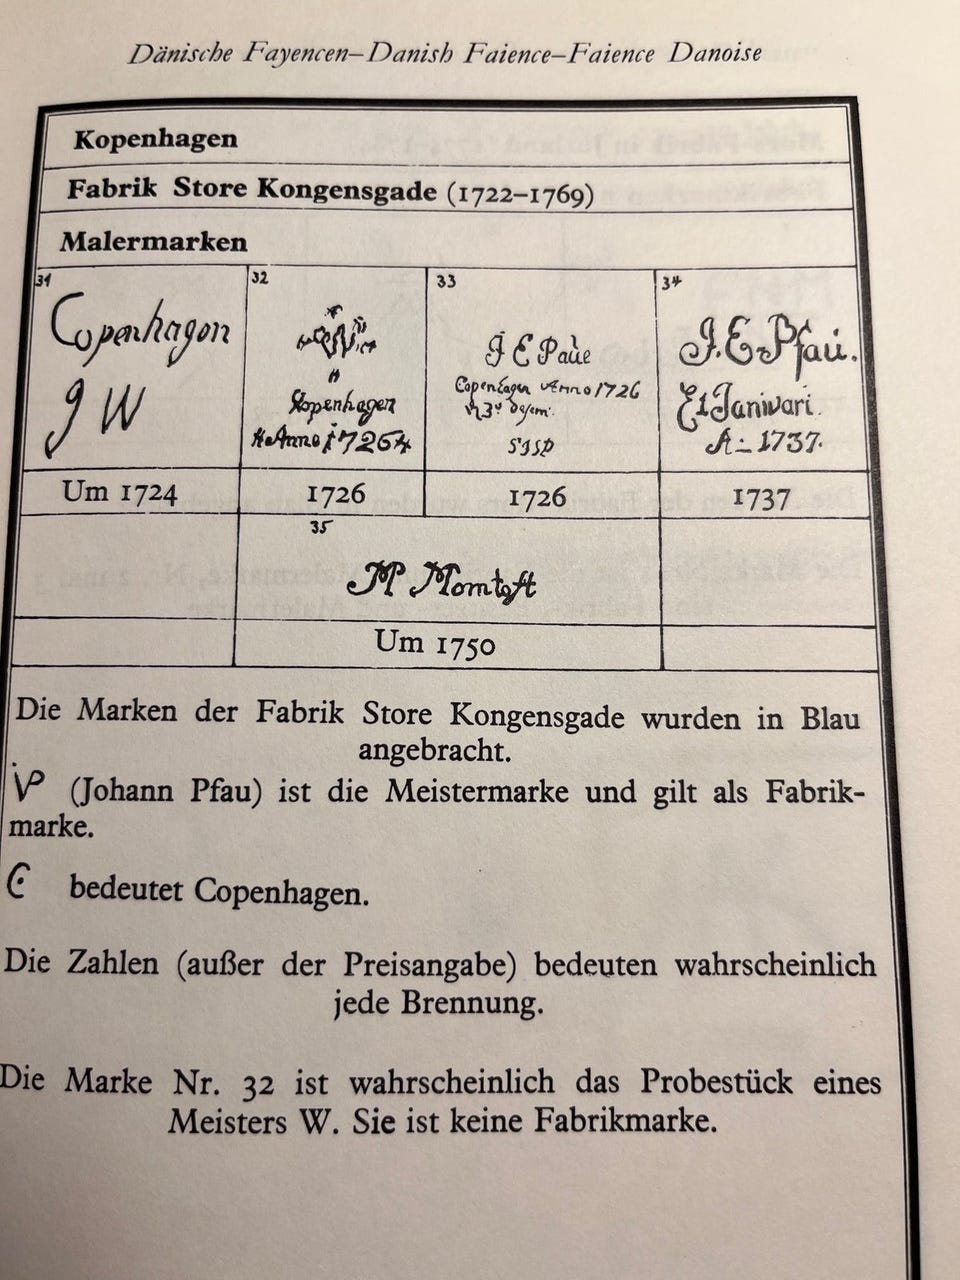 Dänische Fayencen–Danish Faience–Faience Danoise
Kopenhagen
Fabrik Store Kongensgade (1722–1769)
Malermarken
31 32 33 34
Copenhagen
J W
Kopenhagen
Anno 1726
J E Paue
Copenhagen Anno 1726
J. E. Pfau.
Janiwari.
A– 1737.
Um 1724 1726 1726 1737
35
M Momtoft
Um 1750
Die Marken der Fabrik Store Kongensgade wurden in Blau
angebracht.
(Johann Pfau) ist die Meistermarke und gilt als Fabrik-
marke.
C bedeutet Copenhagen.
Die Zahlen (außer der Preisangabe) bedeuten wahrscheinlich
jede Brennung.
Die Marke Nr. 32 ist wahrscheinlich das Probestück eines
Meisters W. Sie ist keine Fabrikmarke.